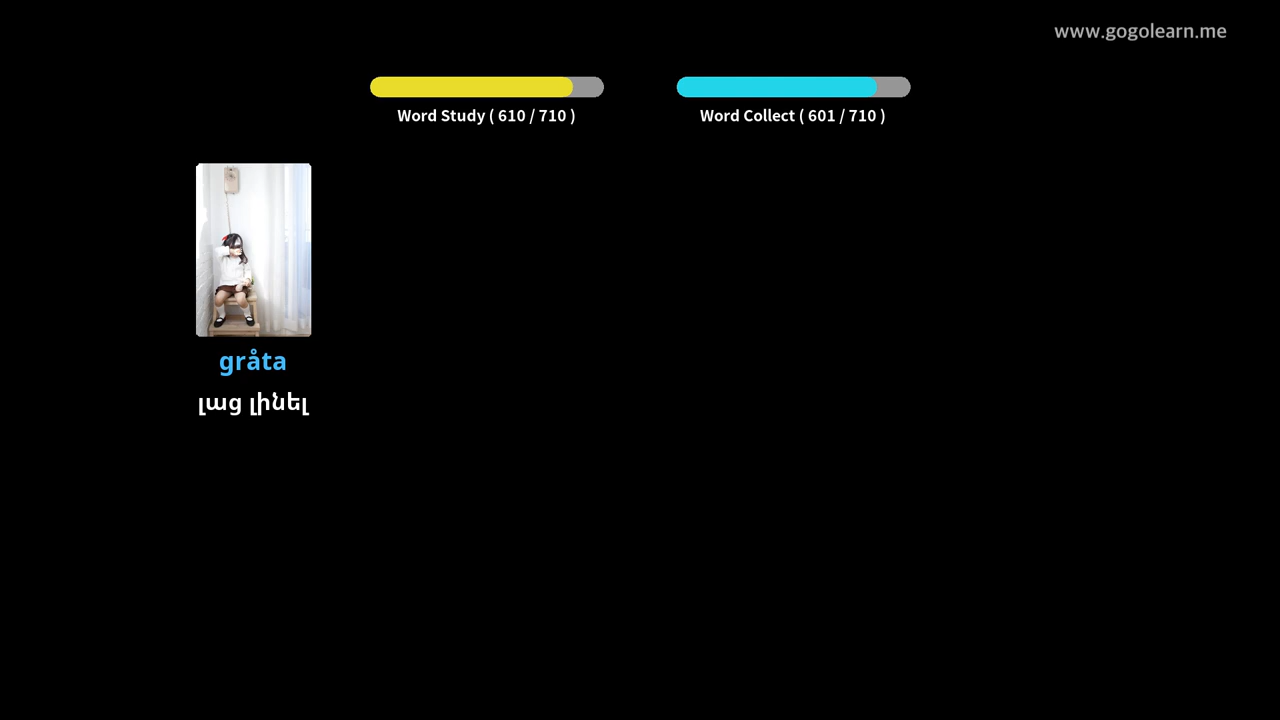 www.gogolearn.me
Word Study ( 610 / 710 )
Word Collect ( 601 / 710 )
gråta
լաց լինել